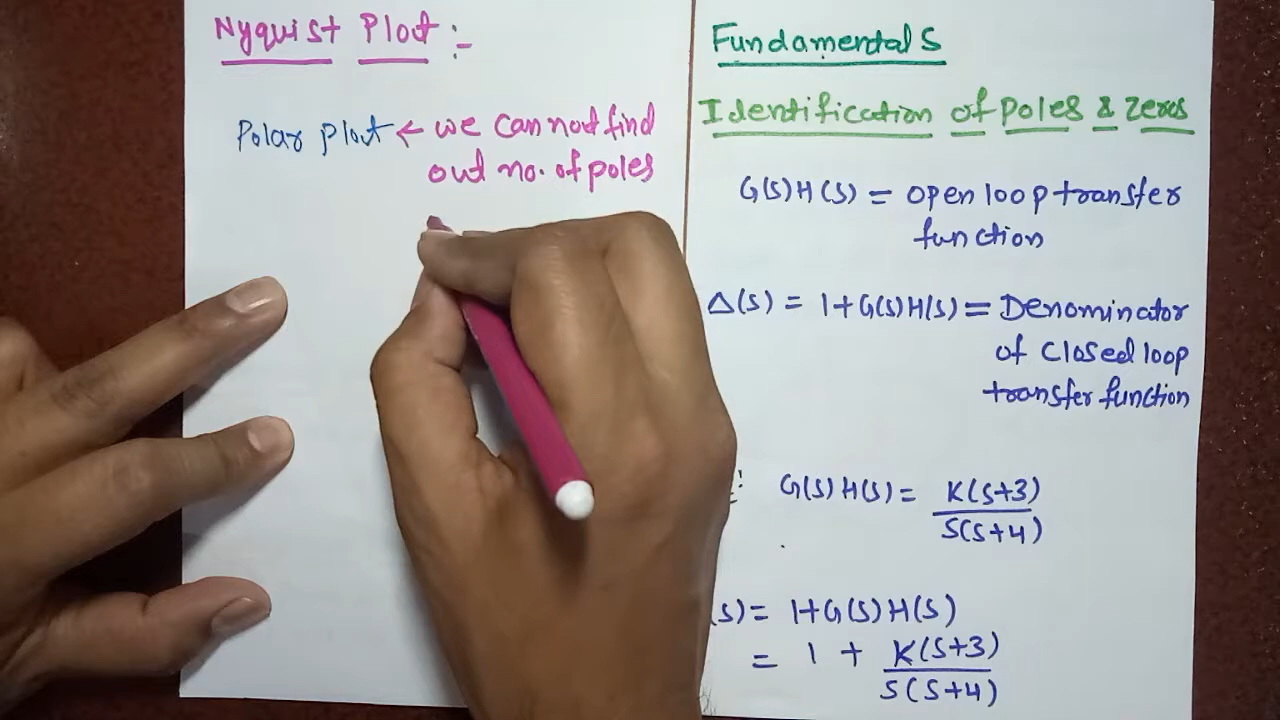 Nyquist Plot :-
Polar Plot ← we can not find
out no. of poles
Fundamentals
Identification of Poles & Zeros
G(s)H(s) = open loop transfer
function
Δ(s) = 1+G(s)H(s) = Denominator
of closed loop
transfer function
G(s)H(s) = K(s+3)
S(s+4)
(s) = 1+G(s)H(s)
= 1 + K(s+3)
S(s+4)